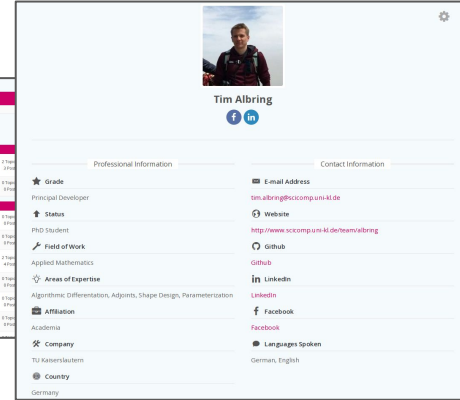 Tim Albring
Professional Information
Grade
Principal Developer
Status
PhD Student
Field of Work
Applied Mathematics
Areas of Expertise
Algorithmic Differentation, Adjoints, Shape Design, Parameterization
Affiliation
Academia
Company
TU Kaiserslautern
Country
Germany
Contact Information
E-mail Address
tim.albring@scicomp.uni-kl.de
Website
http://www.scicomp.uni-kl.de/team/albring
Github
Github
LinkedIn
LinkedIn
Facebook
Facebook
Languages Spoken
German, English